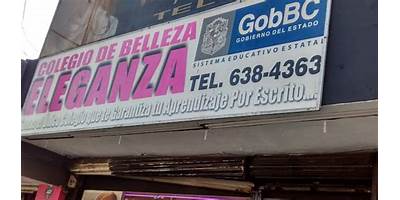 COLEGIO DE BELLEZA
ELEGANZA
GobBC
GOBIERNO DEL ESTADO
SISTEMA EDUCATIVO ESTATAL
TEL. 638-4363
Colegio que te Garantiza tu Aprendizaje Por Escrito...